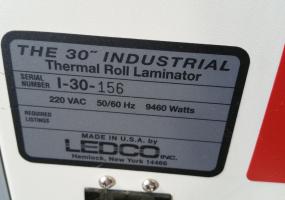 THE 30" INDUSTRIAL
Thermal Roll Laminator
SERIAL NUMBER I-30-156
220 VAC 50/60 Hz 9460 Watts
REQUIRED LISTINGS
MADE IN U.S.A. by
LEDCO INC.
Hemlock, New York 14466